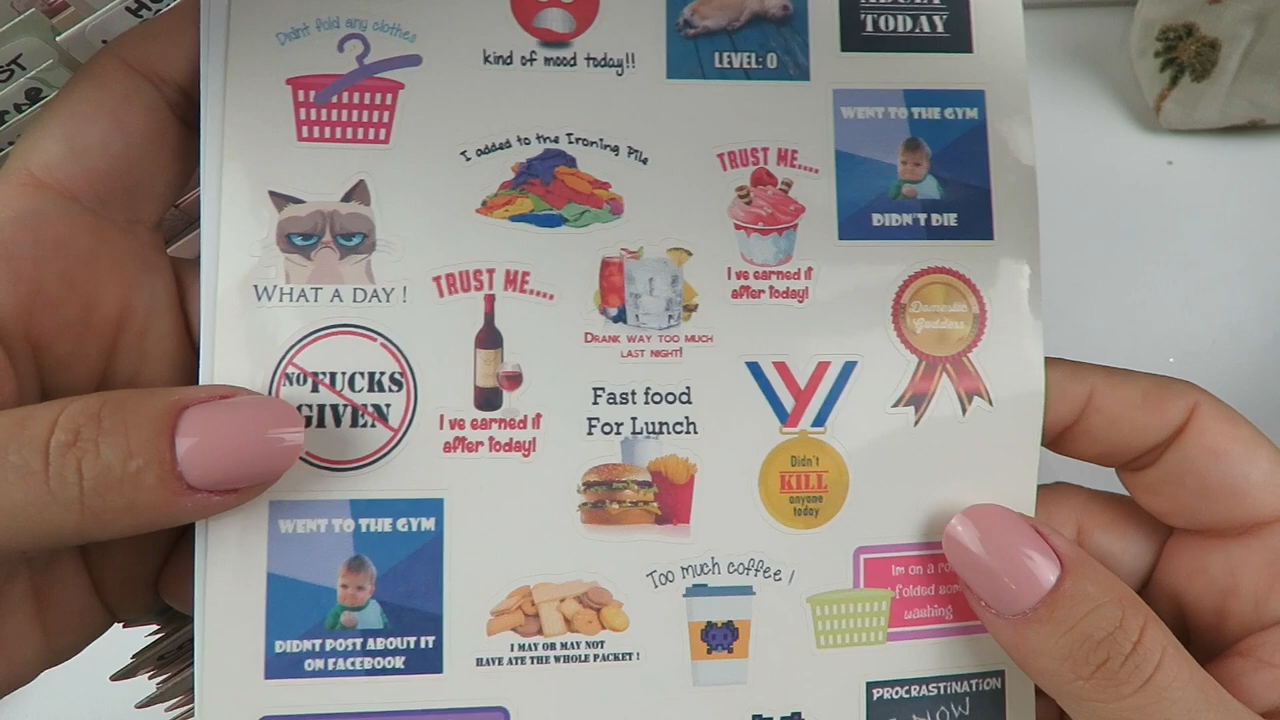 Didnt fold any clothes
kind of mood today!!
LEVEL: 0
TODAY
WENT TO THE GYM
DIDN'T DIE
I added to the Ironing Pile
TRUST ME....
I ve earned it
after today!
WHAT A DAY !
TRUST ME....
I ve earned it
after today!
DRANK WAY TOO MUCH
LAST NIGHT!
Domestic
Goddess
NO FUCKS
GIVEN
Fast food
For Lunch
Didn't
KILL
anyone
today
WENT TO THE GYM
DIDNT POST ABOUT IT
ON FACEBOOK
I MAY OR MAY NOT
HAVE ATE THE WHOLE PACKET !
Too much coffee !
Im on a
folded
washing
PROCRASTINATION
NOW